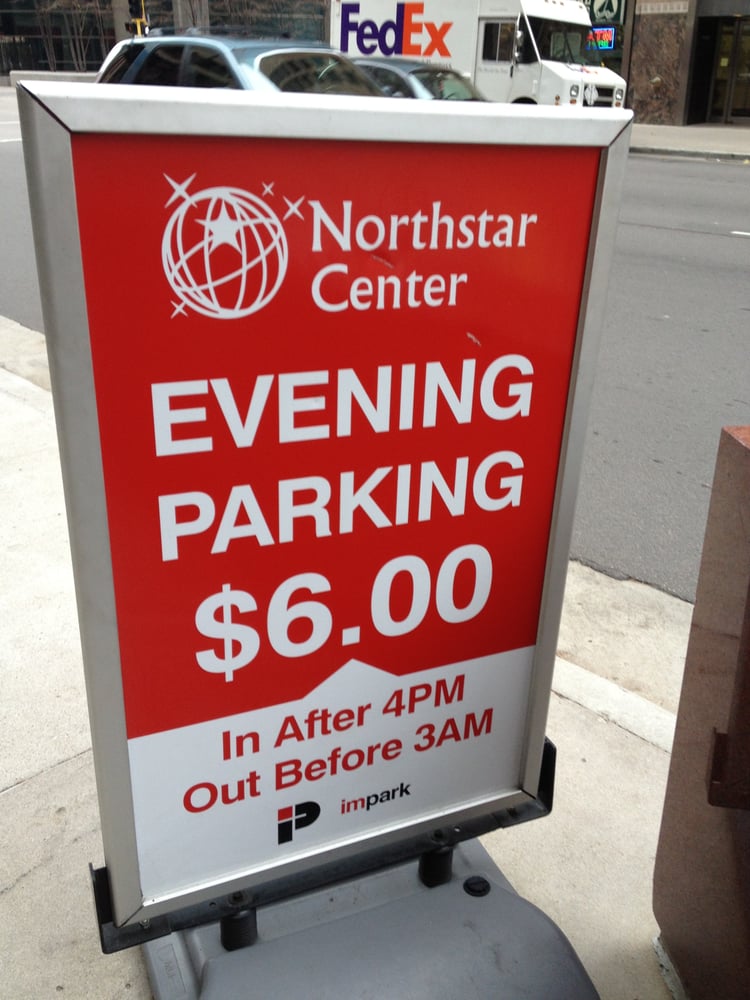 FedEx
Northstar
Center
EVENING
PARKING
$6.00
In After 4PM
Out Before 3AM
impark